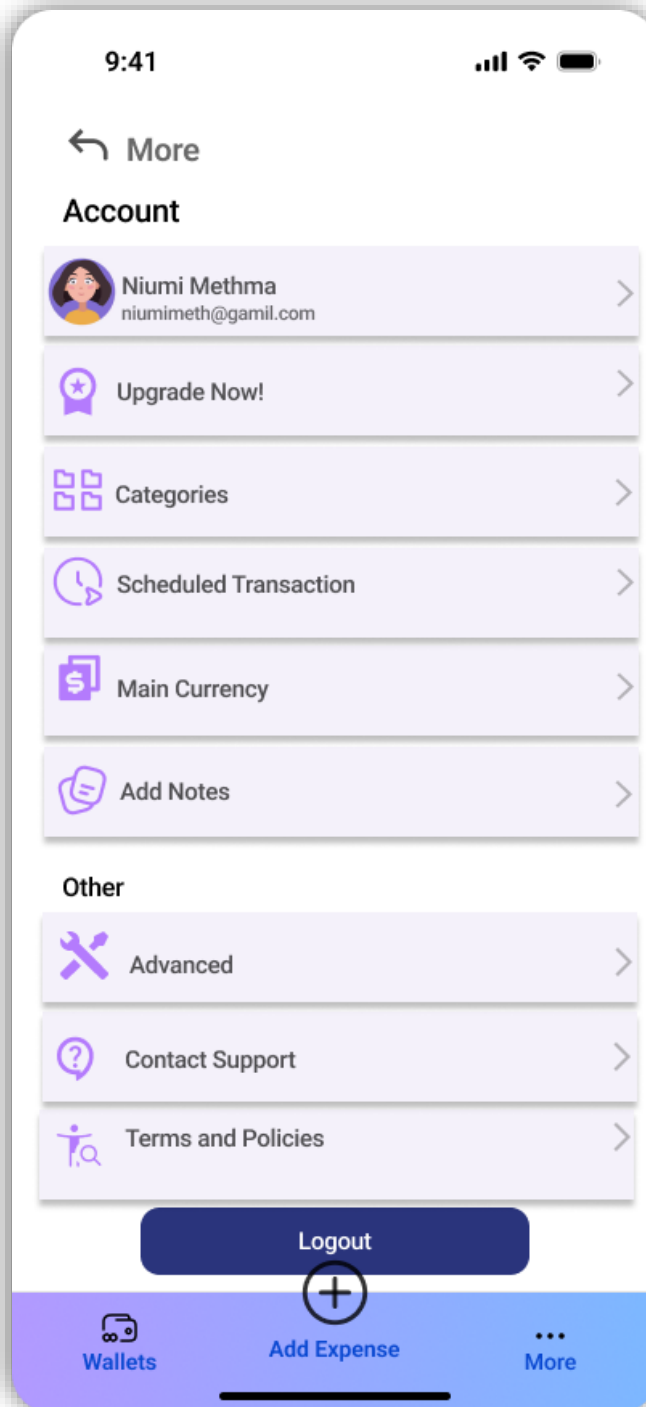 9:41
More
Account
Niumi Methma
niumimeth@gamil.com
Upgrade Now!
Categories
Scheduled Transaction
Main Currency
Add Notes
Other
Advanced
Contact Support
Terms and Policies
Logout
Wallets
Add Expense
More